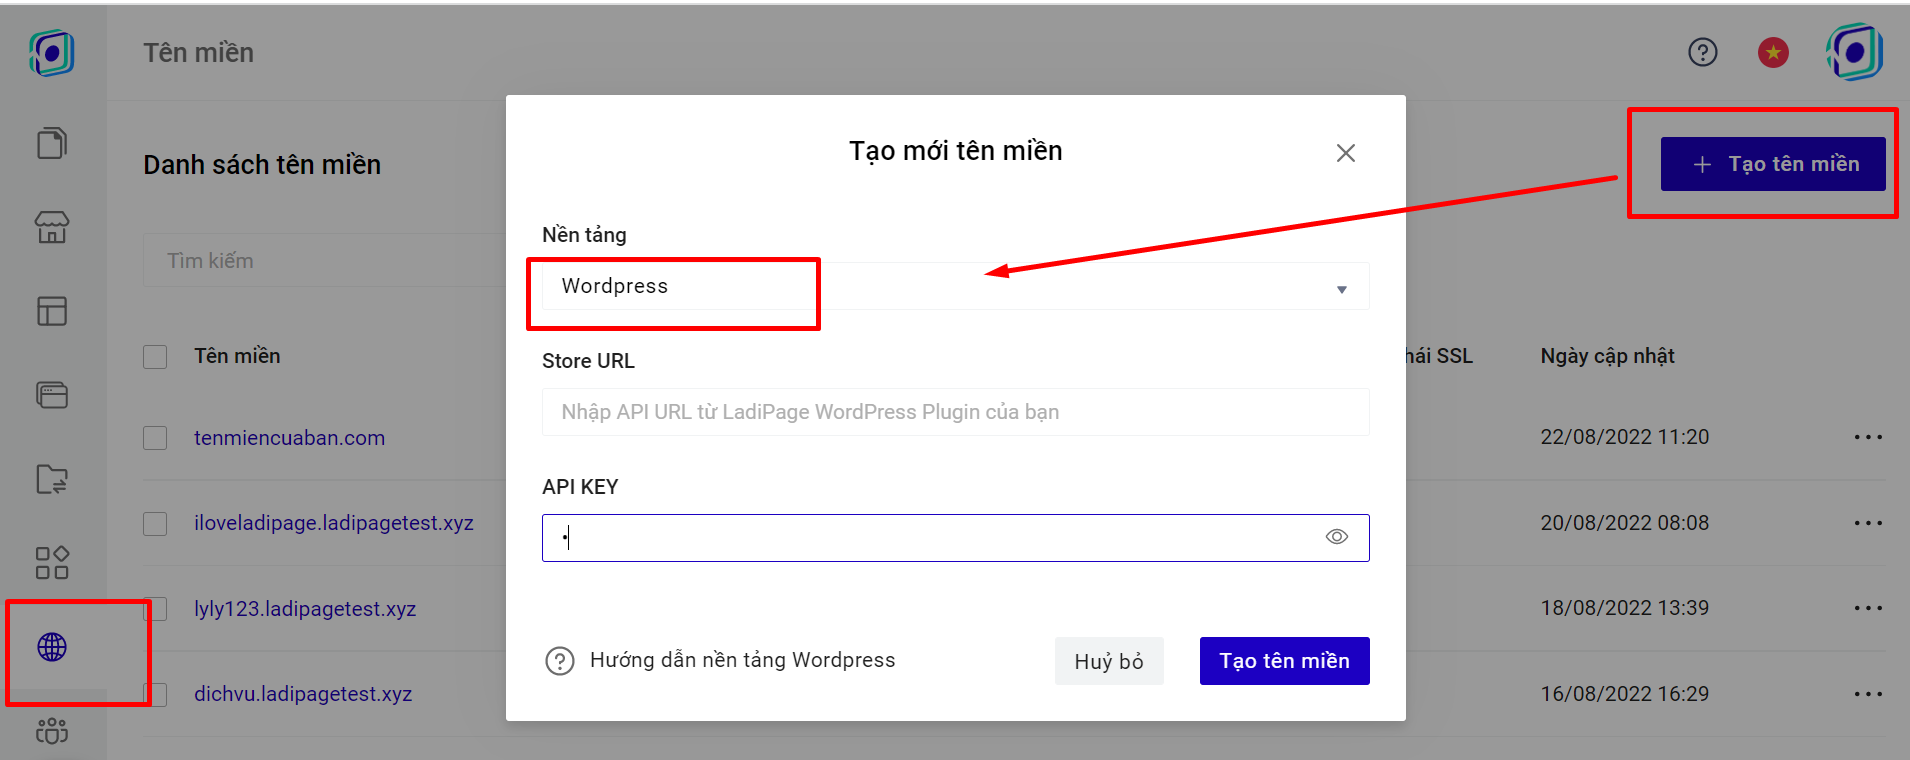 Tên miền
Danh sách tên miền
+ Tạo tên miền
Tìm kiếm
Tên miền
hái SSL
Ngày cập nhật
tenmiencuaban.com
22/08/2022 11:20
iloveladipage.ladipagetest.xyz
20/08/2022 08:08
lyly123.ladipagetest.xyz
18/08/2022 13:39
dichvu.ladipagetest.xyz
16/08/2022 16:29
Tạo mới tên miền
Nền tảng
Wordpress
Store URL
Nhập API URL từ LadiPage WordPress Plugin của bạn
API KEY
Hướng dẫn nền tảng Wordpress
Huỷ bỏ
Tạo tên miền